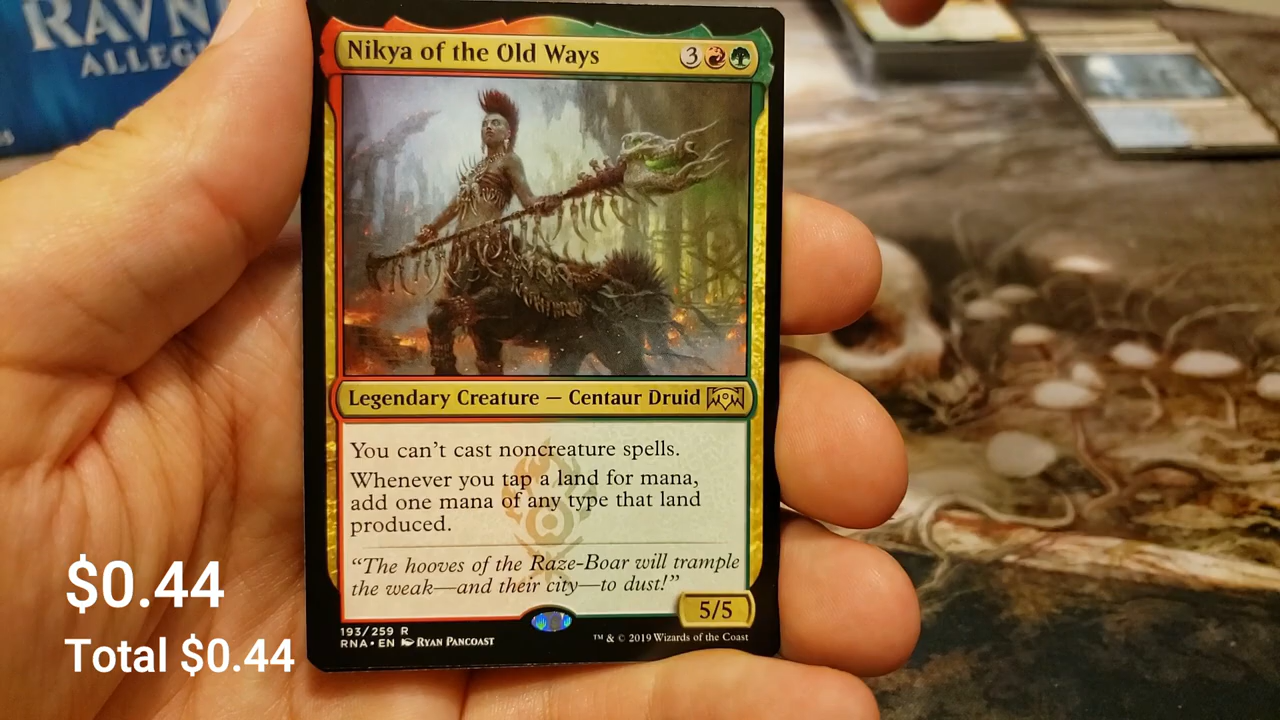 RAVN
ALLEG
Nikya of the Old Ways
3
Legendary Creature — Centaur Druid
You can't cast noncreature spells.
Whenever you tap a land for mana,
add one mana of any type that land
produced.
"The hooves of the Raze-Boar will trample
the weak—and their city—to dust!"
5/5
193/259 R
RNA • EN Ryan Pancoast
™ & © 2019 Wizards of the Coast
$0.44
Total $0.44